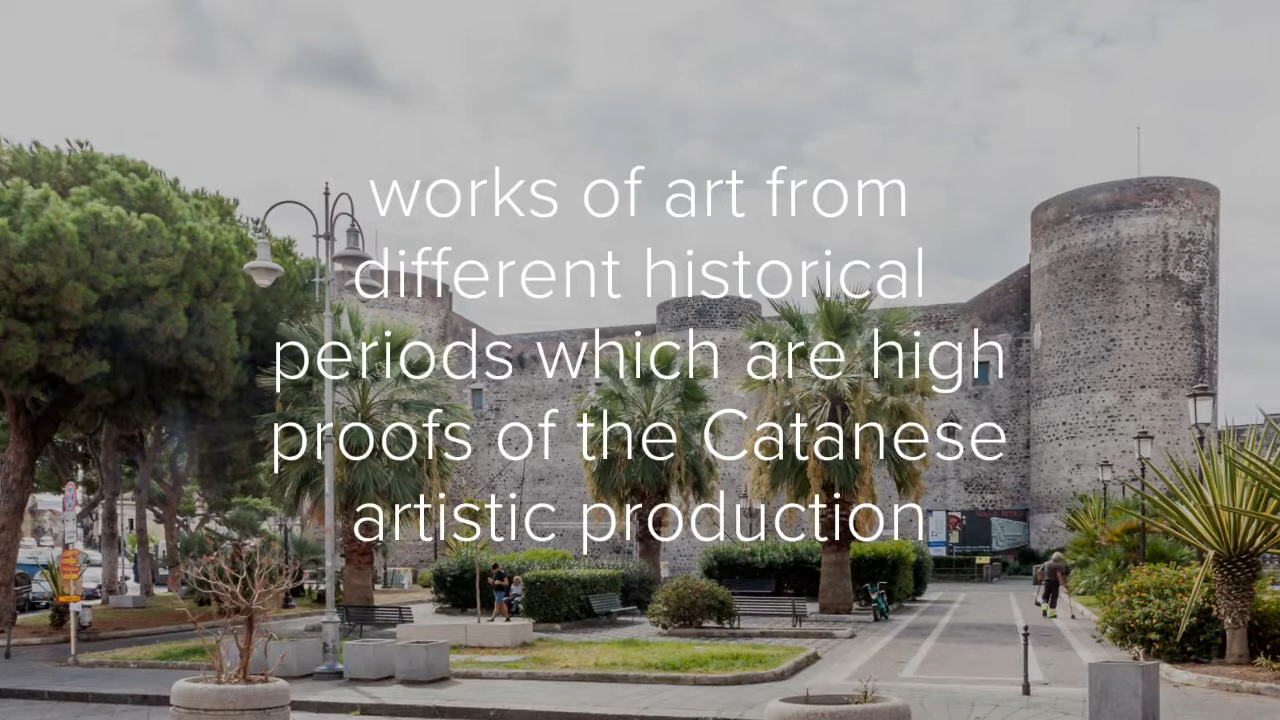 works of art from
different historical
periods which are high
proofs of the Catanese
artistic production